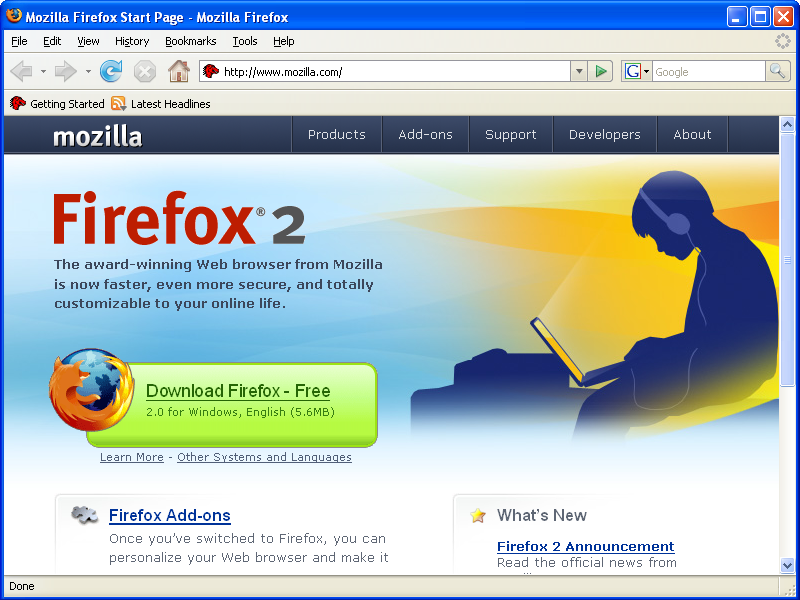 Mozilla Firefox Start Page - Mozilla Firefox
File Edit View History Bookmarks Tools Help
http://www.mozilla.com/ G Google
Getting Started Latest Headlines
mozilla Products Add-ons Support Developers About
Firefox® 2
The award-winning Web browser from Mozilla
is now faster, even more secure, and totally
customizable to your online life.
Download Firefox - Free
2.0 for Windows, English (5.6MB)
Learn More - Other Systems and Languages
Firefox Add-ons
Once you've switched to Firefox, you can
personalize your Web browser and make it
What's New
Firefox 2 Announcement
Read the official news from
Done